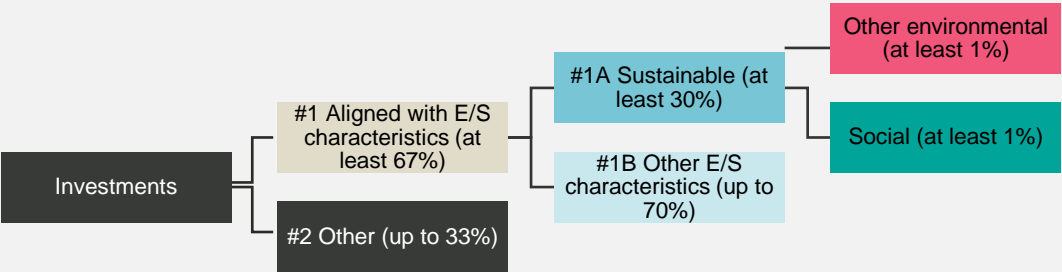 Investments
#1 Aligned with E/S
characteristics (at
least 67%)
#2 Other (up to 33%)
#1A Sustainable (at
least 30%)
#1B Other E/S
characteristics (up to
70%)
Other environmental
(at least 1%)
Social (at least 1%)